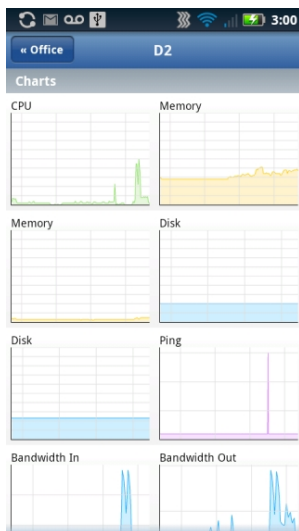 3:00
« Office
D2
Charts
CPU
Memory
Memory
Disk
Disk
Ping
Bandwidth In
Bandwidth Out